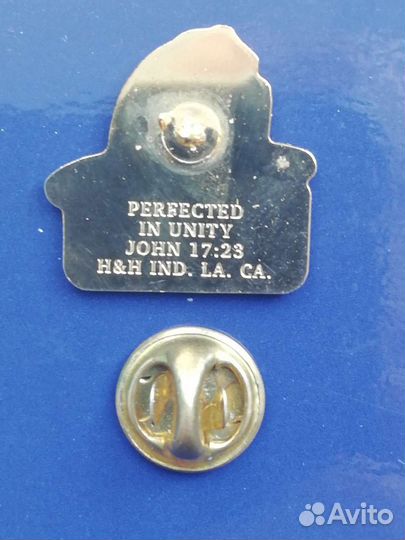 PERFECTED
IN UNITY
JOHN 17:23
H&H IND. LA. CA.
Avito